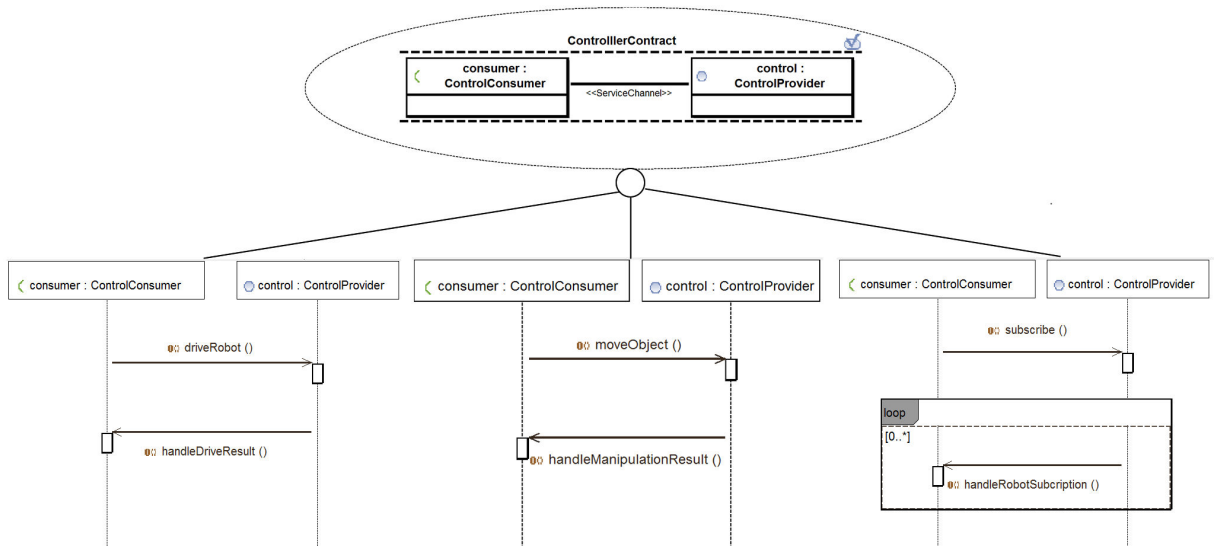 ControlllerContract
consumer :
ControlConsumer
control :
ControlProvider
<<ServiceChannel>>
consumer : ControlConsumer
control : ControlProvider
driveRobot ()
handleDriveResult ()
consumer : ControlConsumer
control : ControlProvider
moveObject ()
handleManipulationResult ()
consumer : ControlConsumer
control : ControlProvider
subscribe ()
loop
[0..*]
handleRobotSubcription ()